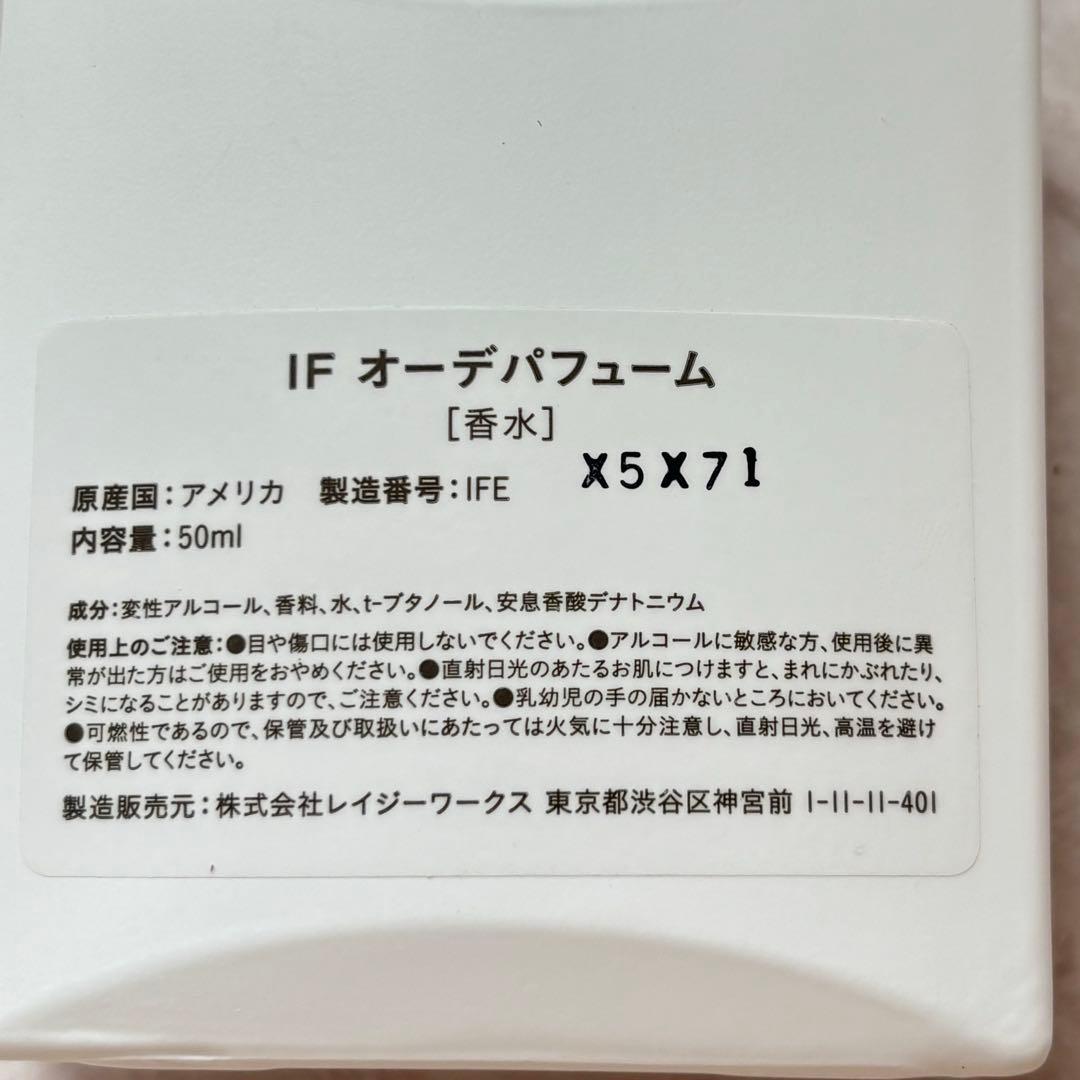 IF オーデパフューム
[香水]
原産国：アメリカ 製造番号：IFE X5X71
内容量：50ml
成分：変性アルコール、香料、水、t-ブタノール、安息香酸デナトニウム
使用上のご注意：●目や傷口には使用しないでください。●アルコールに敏感な方、使用後に異
常が出た方はご使用をおやめください。●直射日光のあたるお肌につけますと、まれにかぶれたり、
シミになることがありますので、ご注意ください。●乳幼児の手の届かないところにおいてください。
●可燃性であるので、保管及び取扱いにあたっては火気に十分注意し、直射日光、高温を避け
て保管してください。
製造販売元：株式会社レイジーワークス 東京都渋谷区神宮前 1-11-11-401